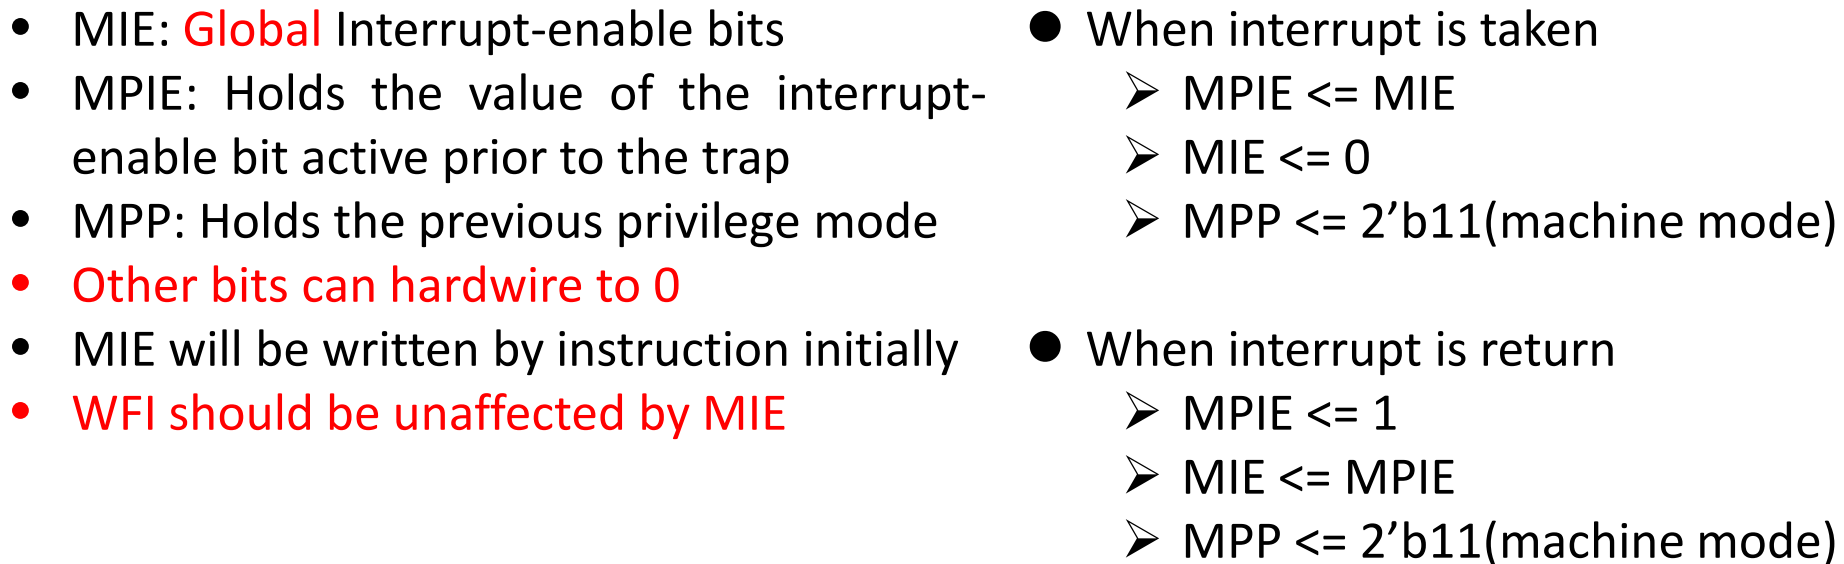 • MIE: Global Interrupt-enable bits
• MPIE: Holds the value of the interrupt-
enable bit active prior to the trap
• MPP: Holds the previous privilege mode
• Other bits can hardwire to 0
• MIE will be written by instruction initially
• WFI should be unaffected by MIE
● When interrupt is taken
➢ MPIE <= MIE
➢ MIE <= 0
➢ MPP <= 2’b11(machine mode)
● When interrupt is return
➢ MPIE <= 1
➢ MIE <= MPIE
➢ MPP <= 2’b11(machine mode)